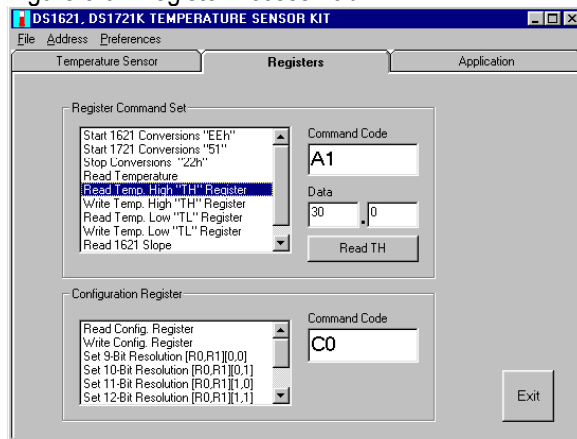 DS1621, DS1721K TEMPERATURE SENSOR KIT
File Address Preferences
Temperature Sensor Registers Application
Register Command Set
Start 1621 Conversions "EEh"
Start 1721 Conversions "51"
Stop Conversions "22h"
Read Temperature
Read Temp. High "TH" Register
Write Temp. High "TH" Register
Read Temp. Low "TL" Register
Write Temp. Low "TL" Register
Read 1621 Slope
Command Code
A1
Data
30 . 0
Read TH
Configuration Register
Read Config. Register
Write Config. Register
Set 9-Bit Resolution [R0,R1][0,0]
Set 10-Bit Resolution [R0,R1][0,1]
Set 11-Bit Resolution [R0,R1][1,0]
Set 12-Bit Resolution [R0,R1][1,1]
Command Code
C0
Exit